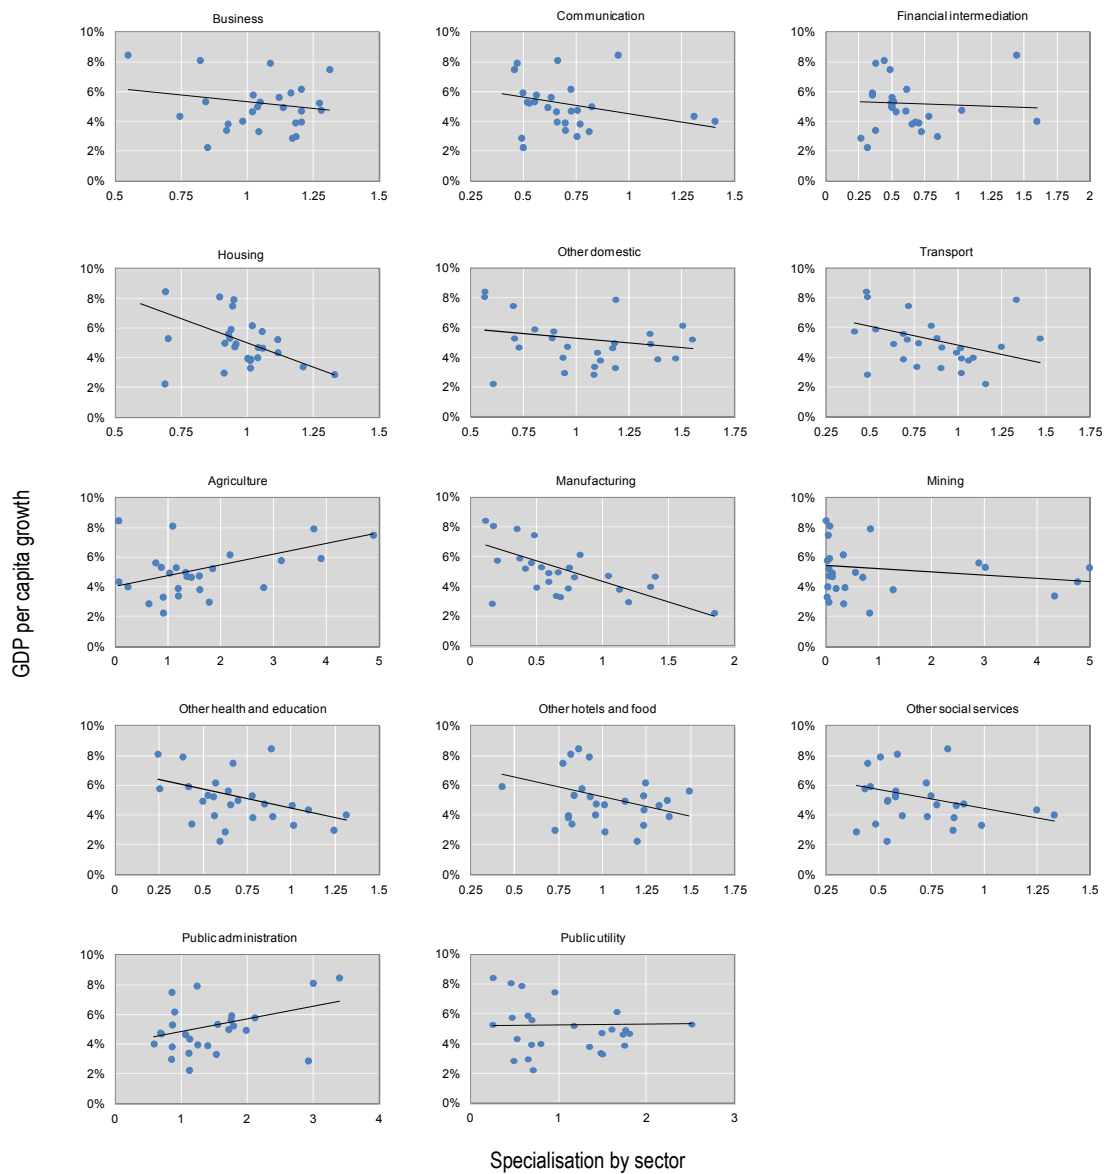 Business
10%
8%
6%
4%
2%
0%
0.5 0.75 1 1.25 1.5
Communication
10%
8%
6%
4%
2%
0%
0.25 0.5 0.75 1 1.25 1.5
Financial intermediation
10%
8%
6%
4%
2%
0%
0 0.25 0.5 0.75 1 1.25 1.5 1.75 2
Housing
10%
8%
6%
4%
2%
0%
0.5 0.75 1 1.25 1.5
Other domestic
10%
8%
6%
4%
2%
0%
0.5 0.75 1 1.25 1.5 1.75
Transport
10%
8%
6%
4%
2%
0%
0.25 0.5 0.75 1 1.25 1.5 1.75
GDP per capita growth
Agriculture
10%
8%
6%
4%
2%
0%
0 1 2 3 4 5
Manufacturing
10%
8%
6%
4%
2%
0%
0 0.5 1 1.5 2
Mining
10%
8%
6%
4%
2%
0%
0 1 2 3 4 5
Other health and education
10%
8%
6%
4%
2%
0%
0 0.25 0.5 0.75 1 1.25 1.5
Other hotels and food
10%
8%
6%
4%
2%
0%
0.25 0.5 0.75 1 1.25 1.5 1.75
Other social services
10%
8%
6%
4%
2%
0%
0.25 0.5 0.75 1 1.25 1.5
Public administration
10%
8%
6%
4%
2%
0%
0 1 2 3 4
Public utility
10%
8%
6%
4%
2%
0%
0 1 2 3
Specialisation by sector